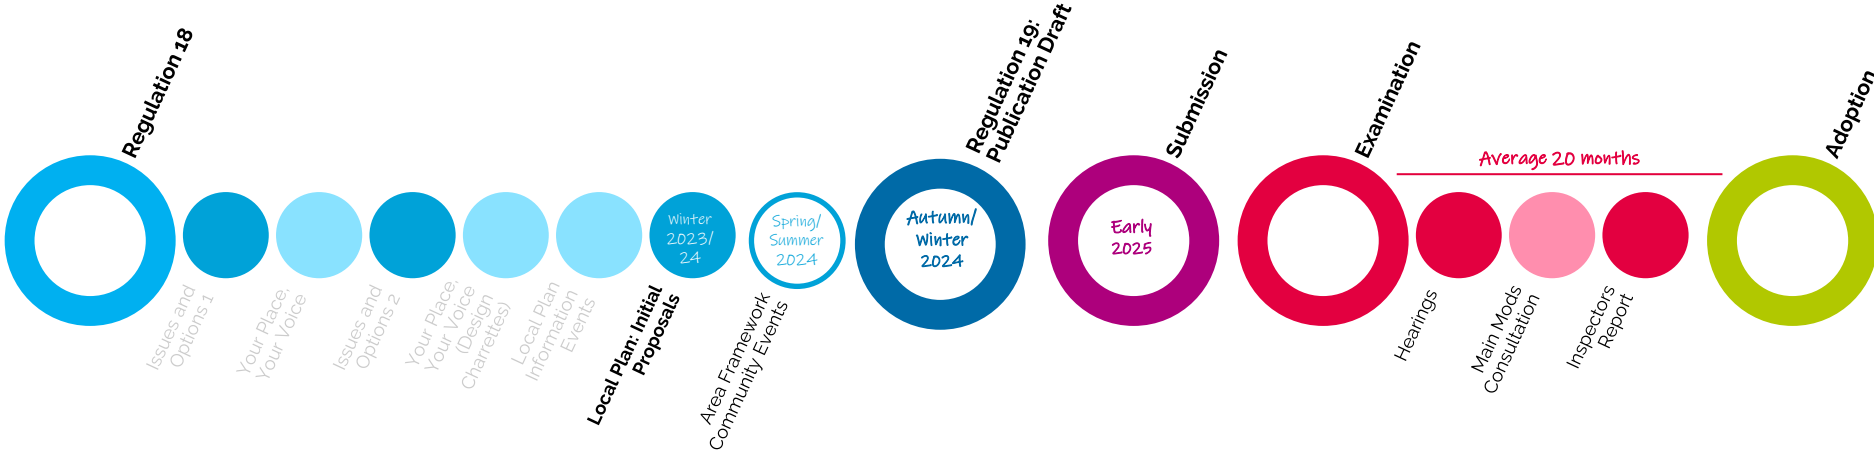 Regulation 18
Issues and
Options 1
Your Place,
Your Voice
Issues and
Options 2
Your Place,
Your Voice
(Design
Charrettes)
Local Plan
Information
Events
Winter
2023/
24
Local Plan: Initial
Proposals
Spring/
Summer
2024
Area Framework
Community Events
Regulation 19:
Publication Draft
Autumn/
Winter
2024
Submission
Early
2025
Examination
Average 20 months
Hearings
Main Mods
Consultation
Inspectors
Report
Adoption